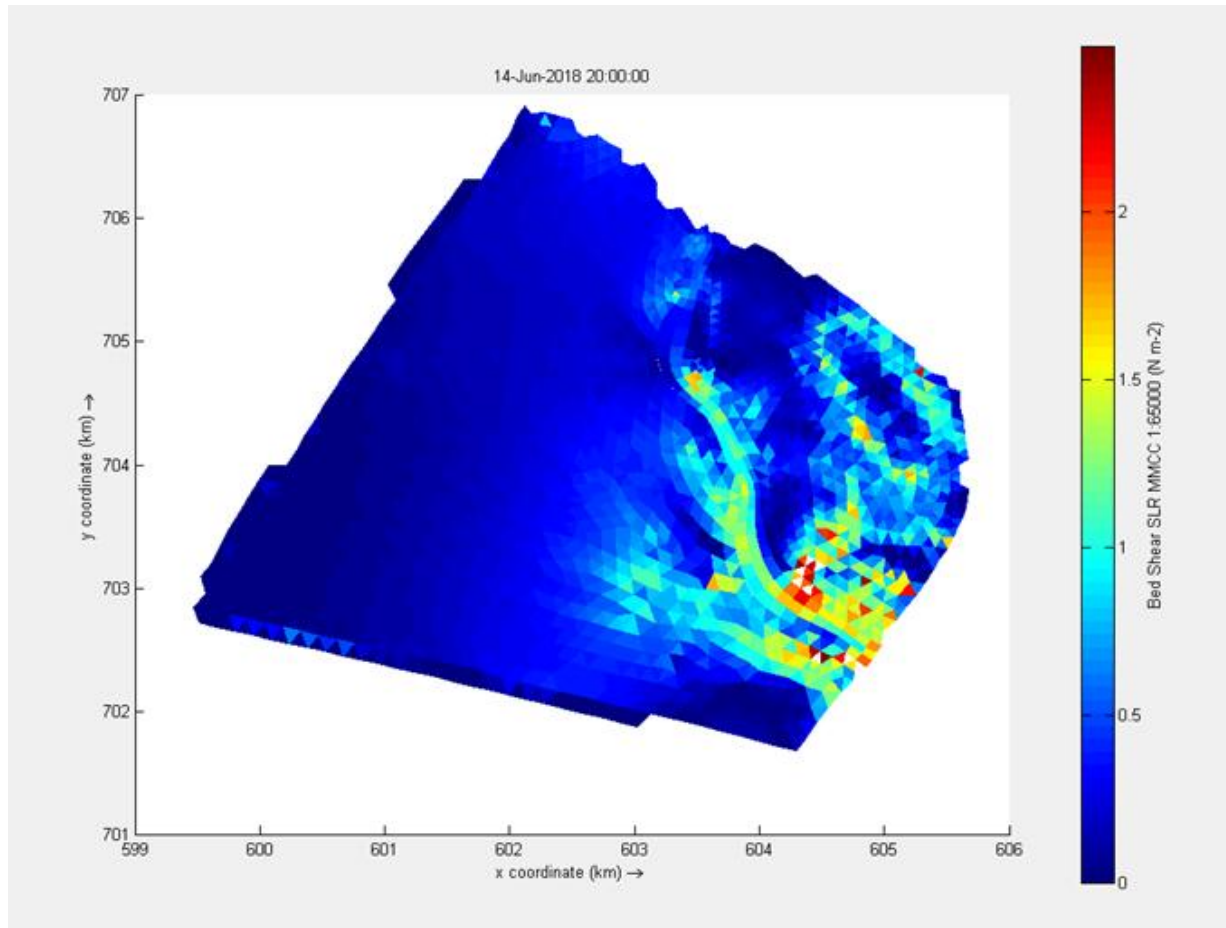 14-Jun-2018 20:00:00
707
706
705
704
703
702
701
y coordinate (km) →
599 600 601 602 603 604 605 606
x coordinate (km) →
2
1.5
1
0.5
0
Bed Shear SLR MMCC 1:65000 (N m-2)